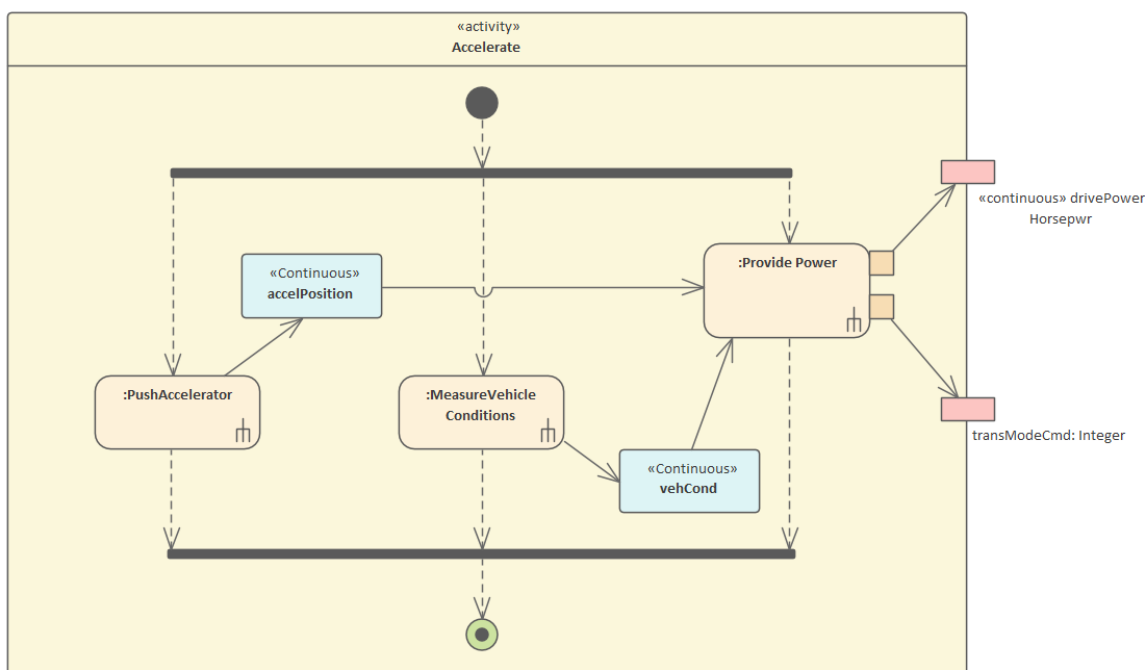 «activity»
Accelerate
«continuous» drivePower
Horsepwr
:Provide Power
«Continuous»
accelPosition
:PushAccelerator
:MeasureVehicle
Conditions
transModeCmd: Integer
«Continuous»
vehCond